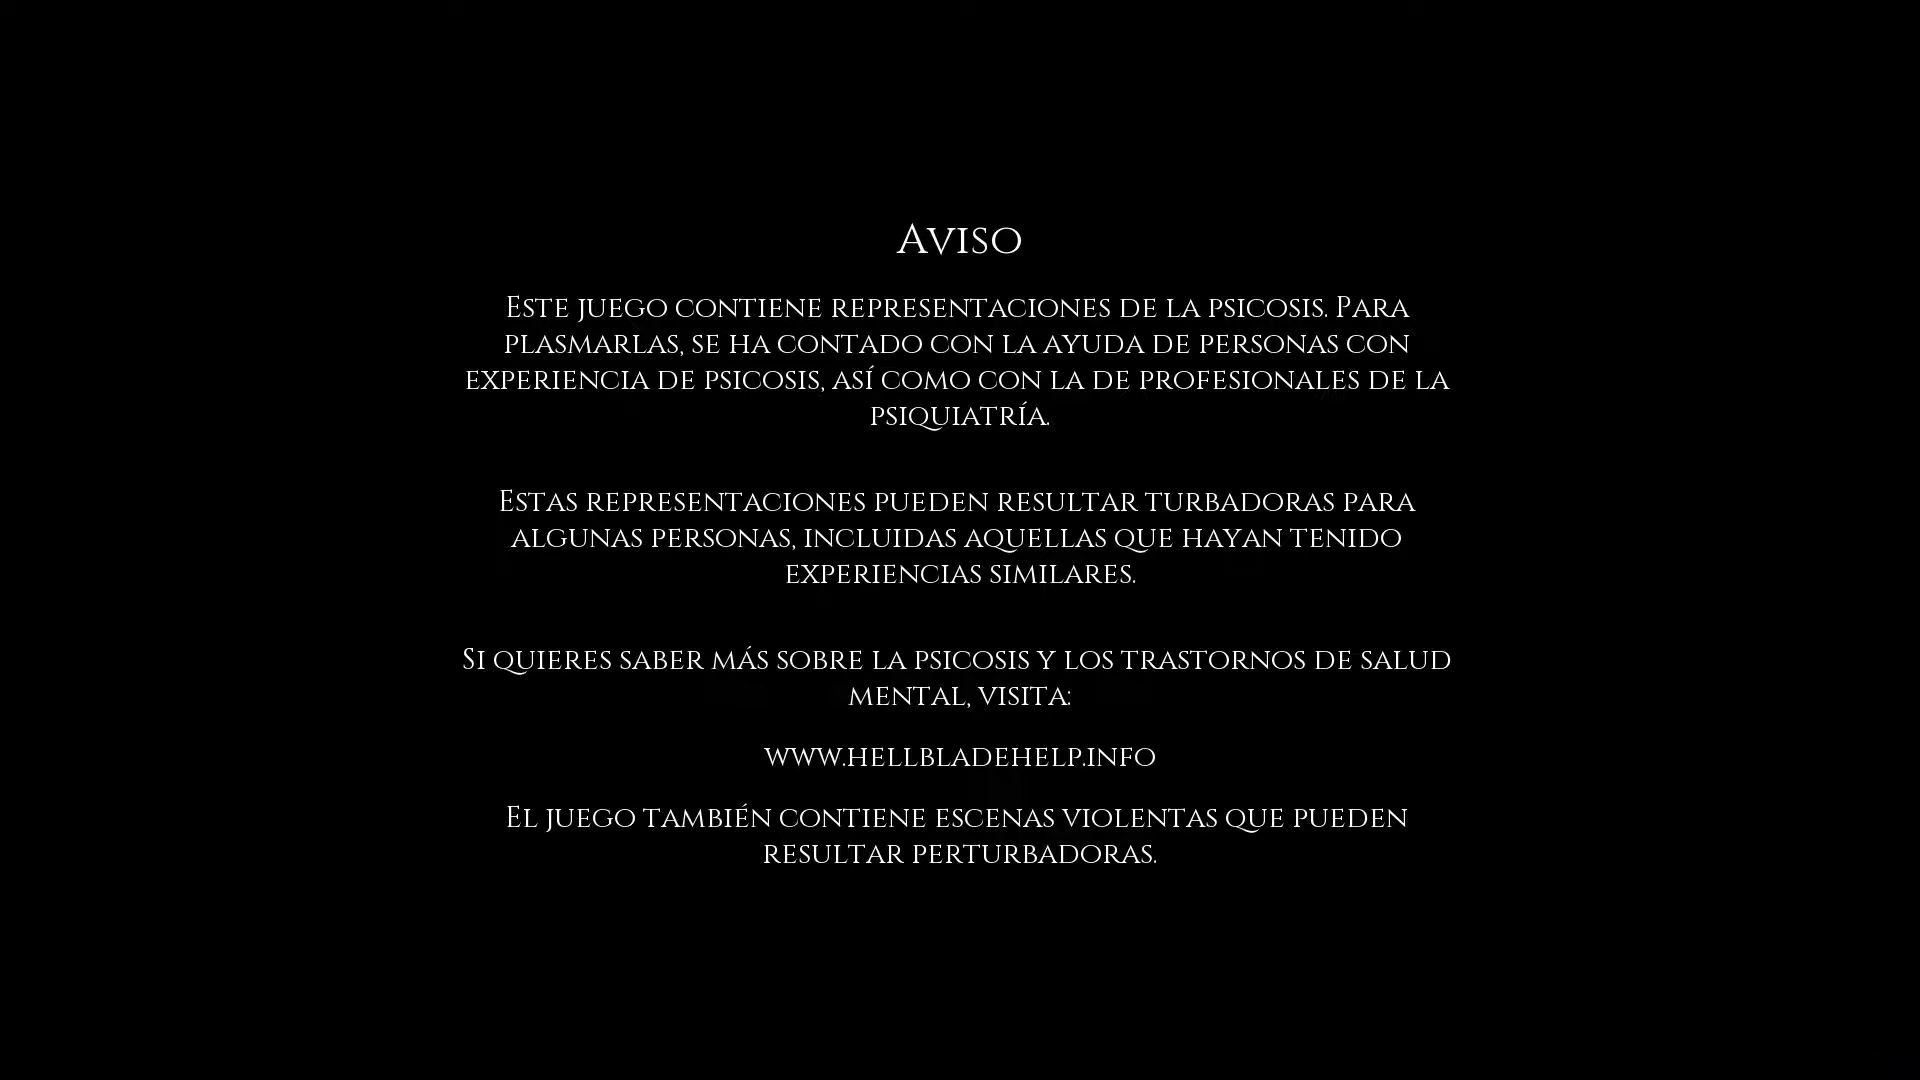 Aviso
Este juego contiene representaciones de la psicosis. Para
plasmarlas, se ha contado con la ayuda de personas con
experiencia de psicosis, así como con la de profesionales de la
psiquiatría.
Estas representaciones pueden resultar turbadoras para
algunas personas, incluidas aquellas que hayan tenido
experiencias similares.
Si quieres saber más sobre la psicosis y los trastornos de salud
mental, visita:
www.hellbladehelp.info
El juego también contiene escenas violentas que pueden
resultar perturbadoras.